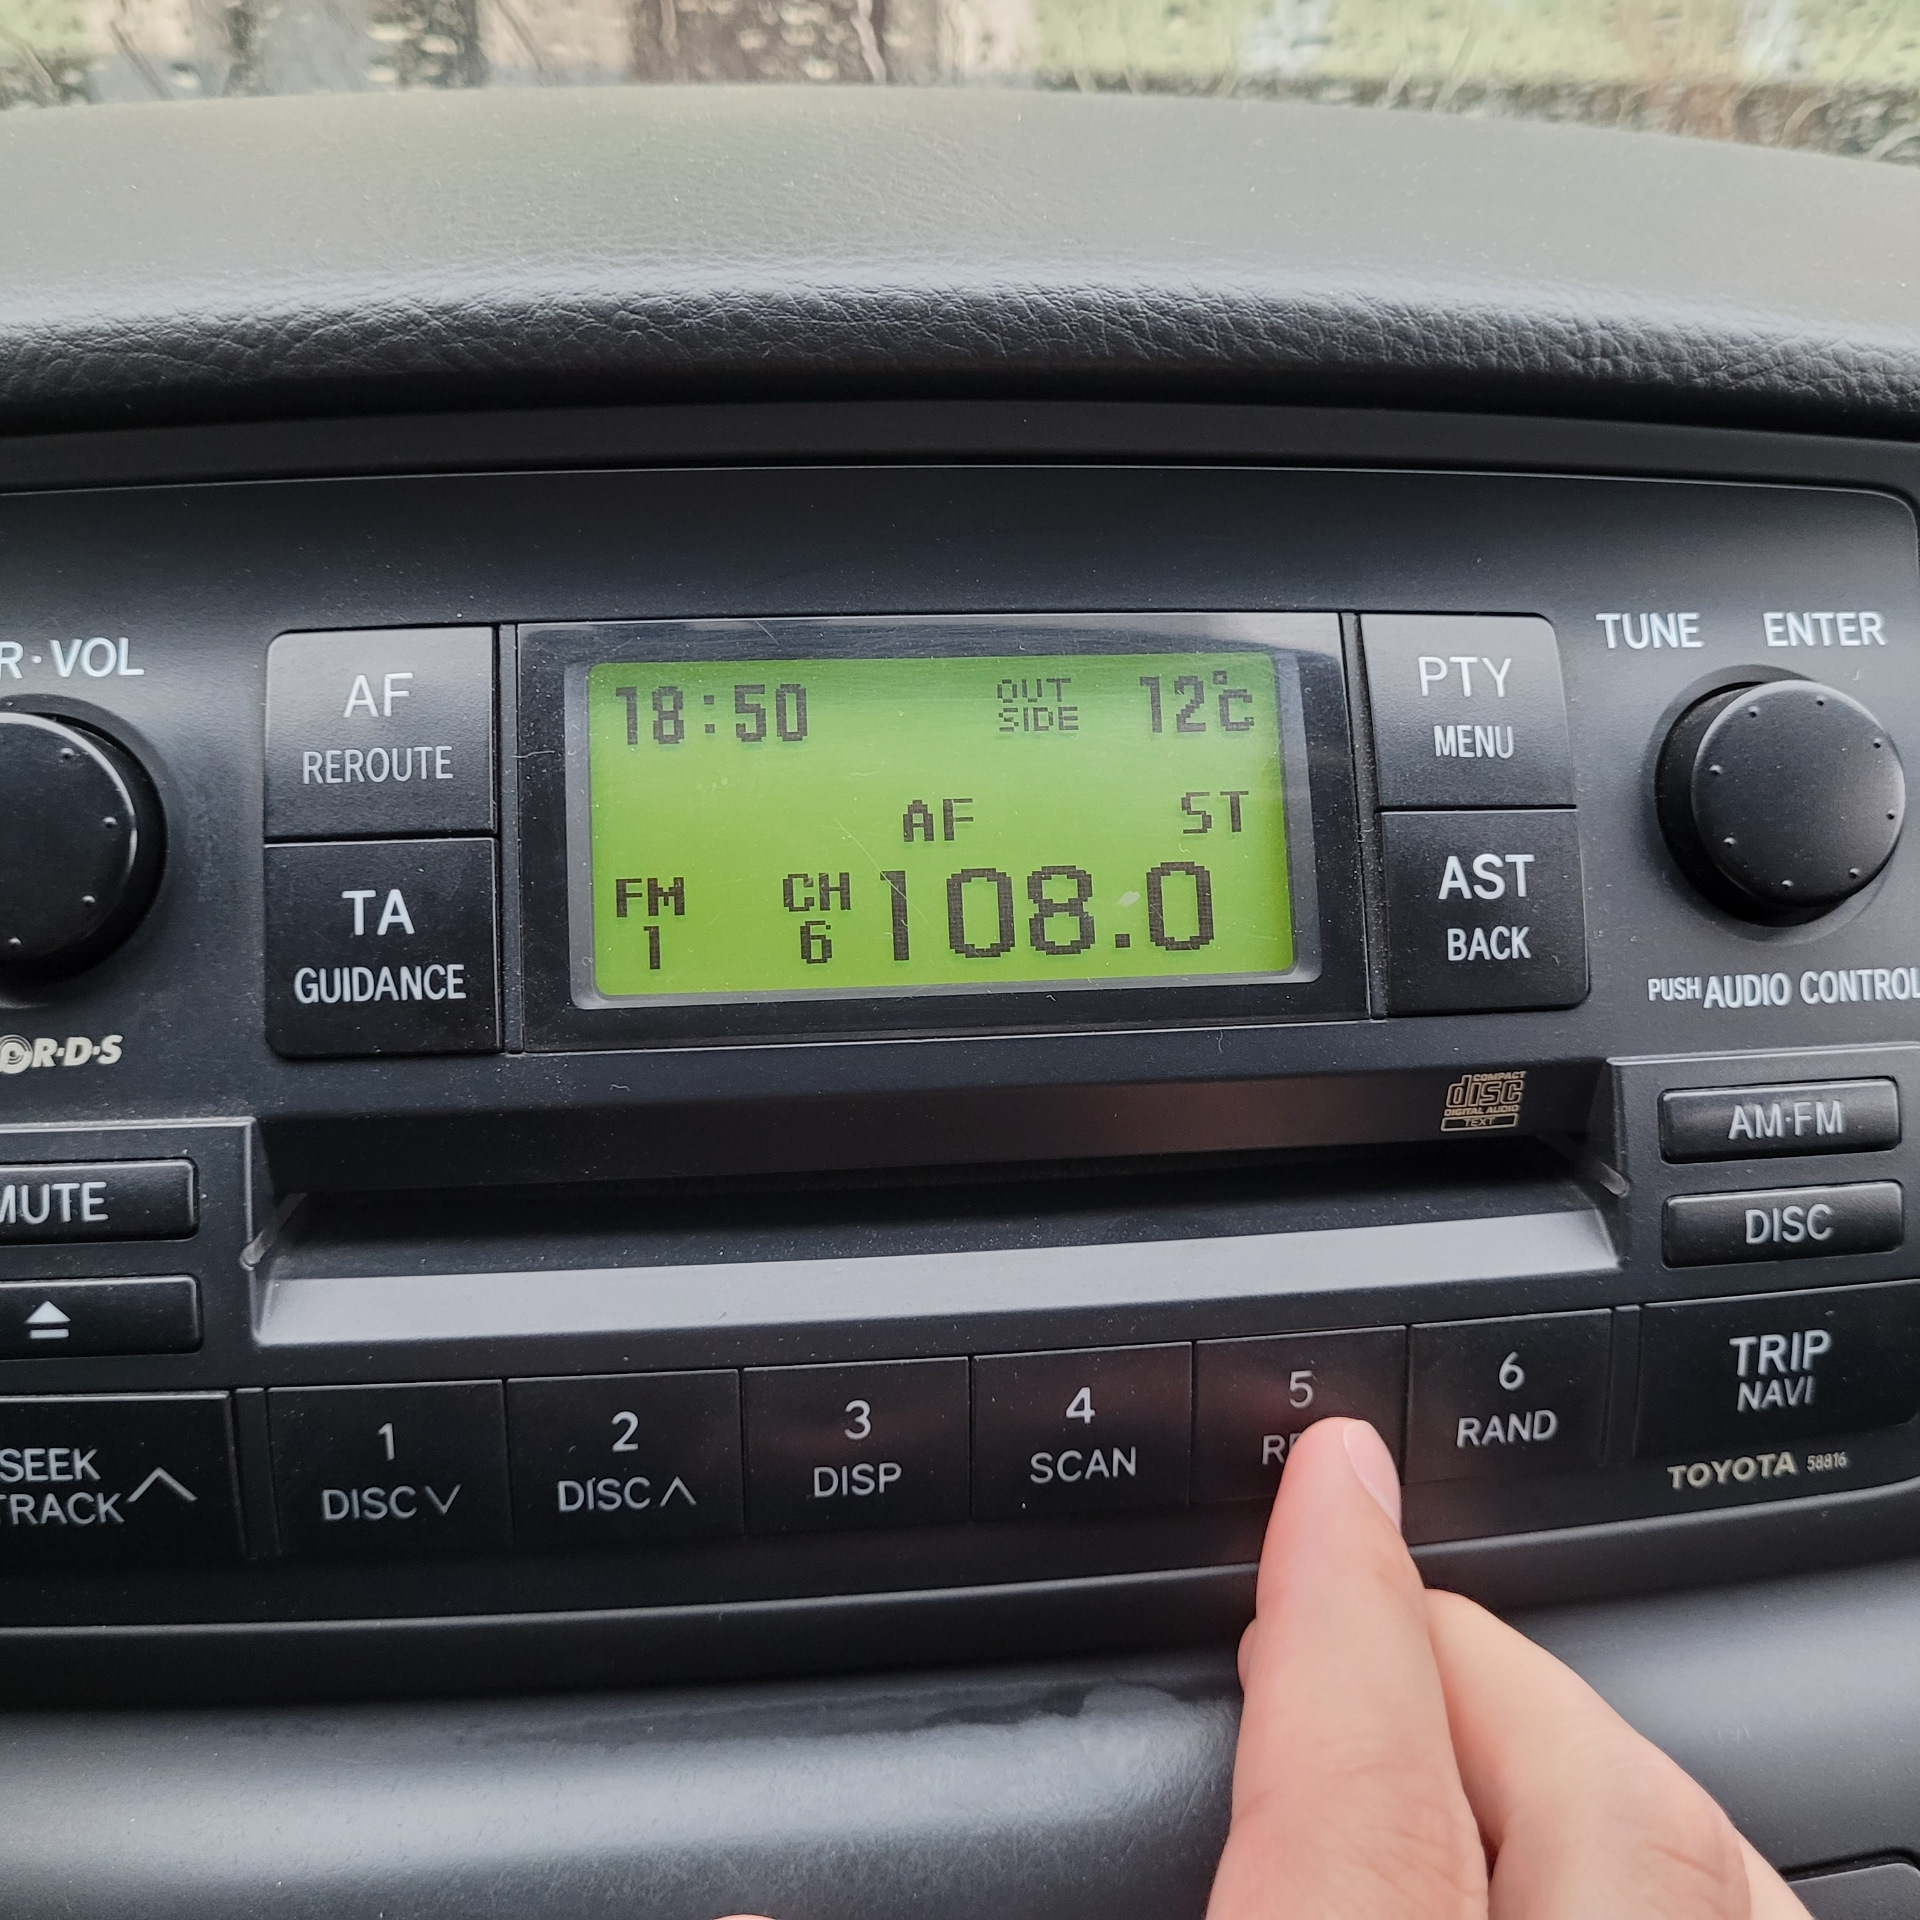 R·VOL
AF
REROUTE
TA
GUIDANCE
R·D·S
18:50
OUT
SIDE
12°C
AF
ST
FM
1
CH
6
108.0
PTY
MENU
AST
BACK
TUNE
ENTER
PUSH AUDIO CONTROL
COMPACT
disc
DIGITAL AUDIO
TEXT
AM·FM
DISC
MUTE
SEEK
TRACK
1
DISC
2
DISC
3
DISP
4
SCAN
5
6
RAND
TRIP
NAVI
TOYOTA 58816